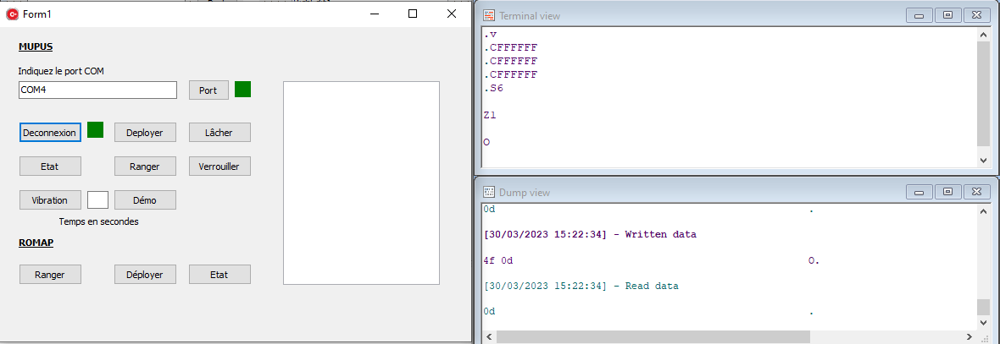 Form1
MUPUS
Indiquez le port COM
COM4
Port
Deconnexion
Deployer
Lâcher
Etat
Ranger
Verrouiller
Vibration
Démo
Temps en secondes
ROMAP
Ranger
Déployer
Etat
Terminal view
.v
.CFFFFFF
.CFFFFFF
.CFFFFFF
.S6
Z1
O
Dump view
0d .
[30/03/2023 15:22:34] - Written data
4f 0d O.
[30/03/2023 15:22:34] - Read data
0d .